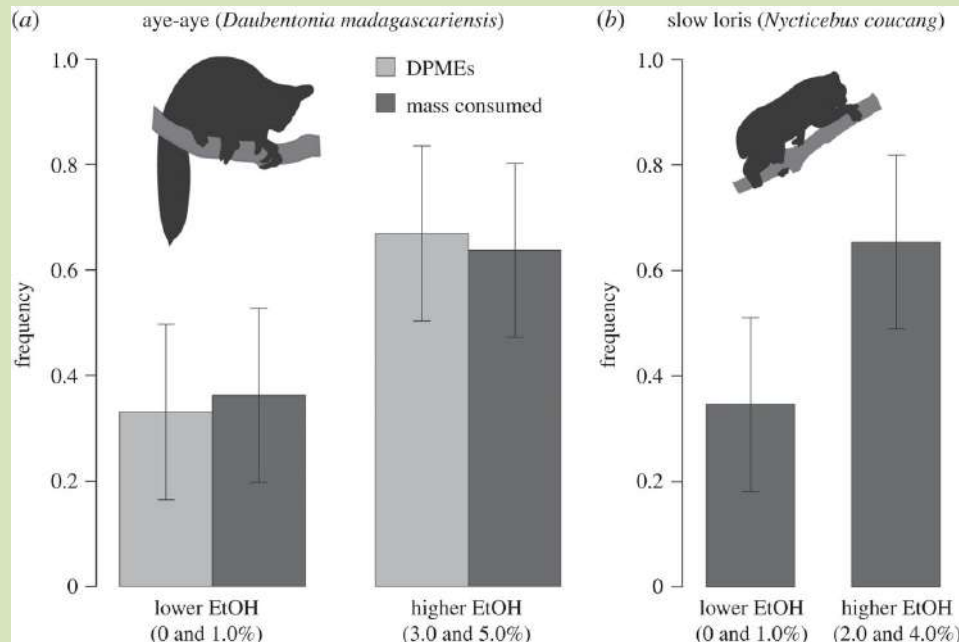 (a) aye-aye (Daubentonia madagascariensis)
1.0
0.8
0.6
0.4
0.2
0
frequency
DPMEs
mass consumed
lower EtOH
(0 and 1.0%)
higher EtOH
(3.0 and 5.0%)
(b) slow loris (Nycticebus coucang)
1.0
0.8
0.6
0.4
0.2
0
frequency
lower EtOH
(0 and 1.0%)
higher EtOH
(2.0 and 4.0%)